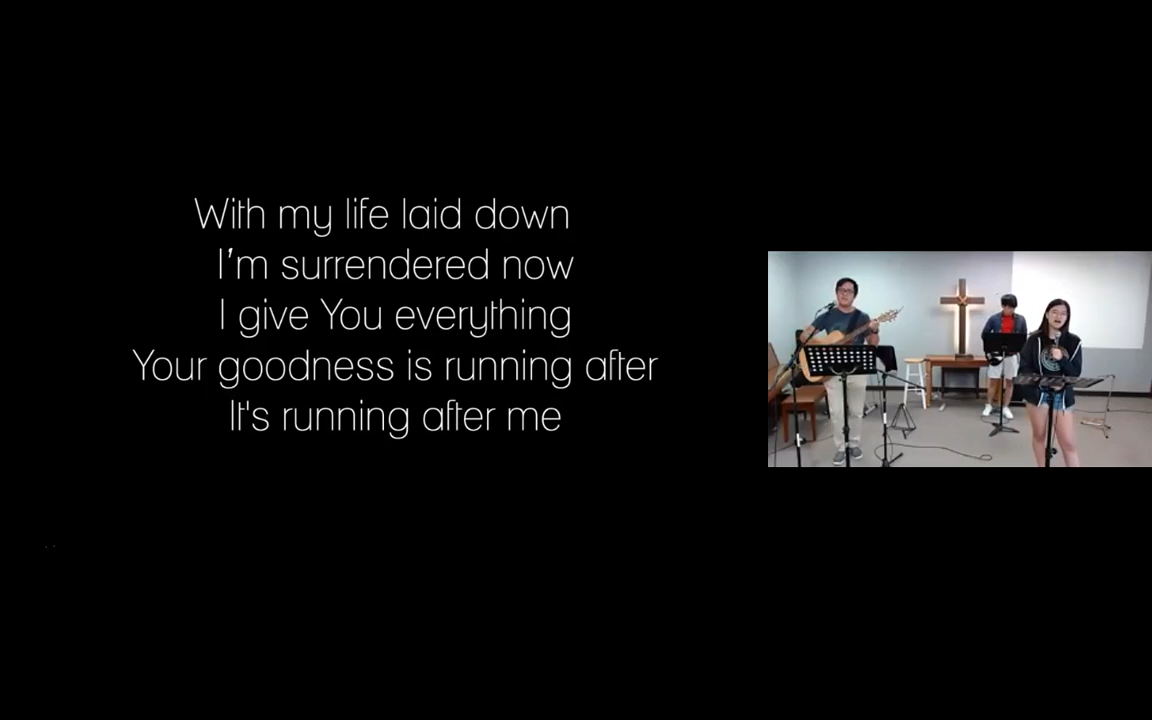 With my life laid down
I'm surrendered now
I give You everything
Your goodness is running after
It's running after me